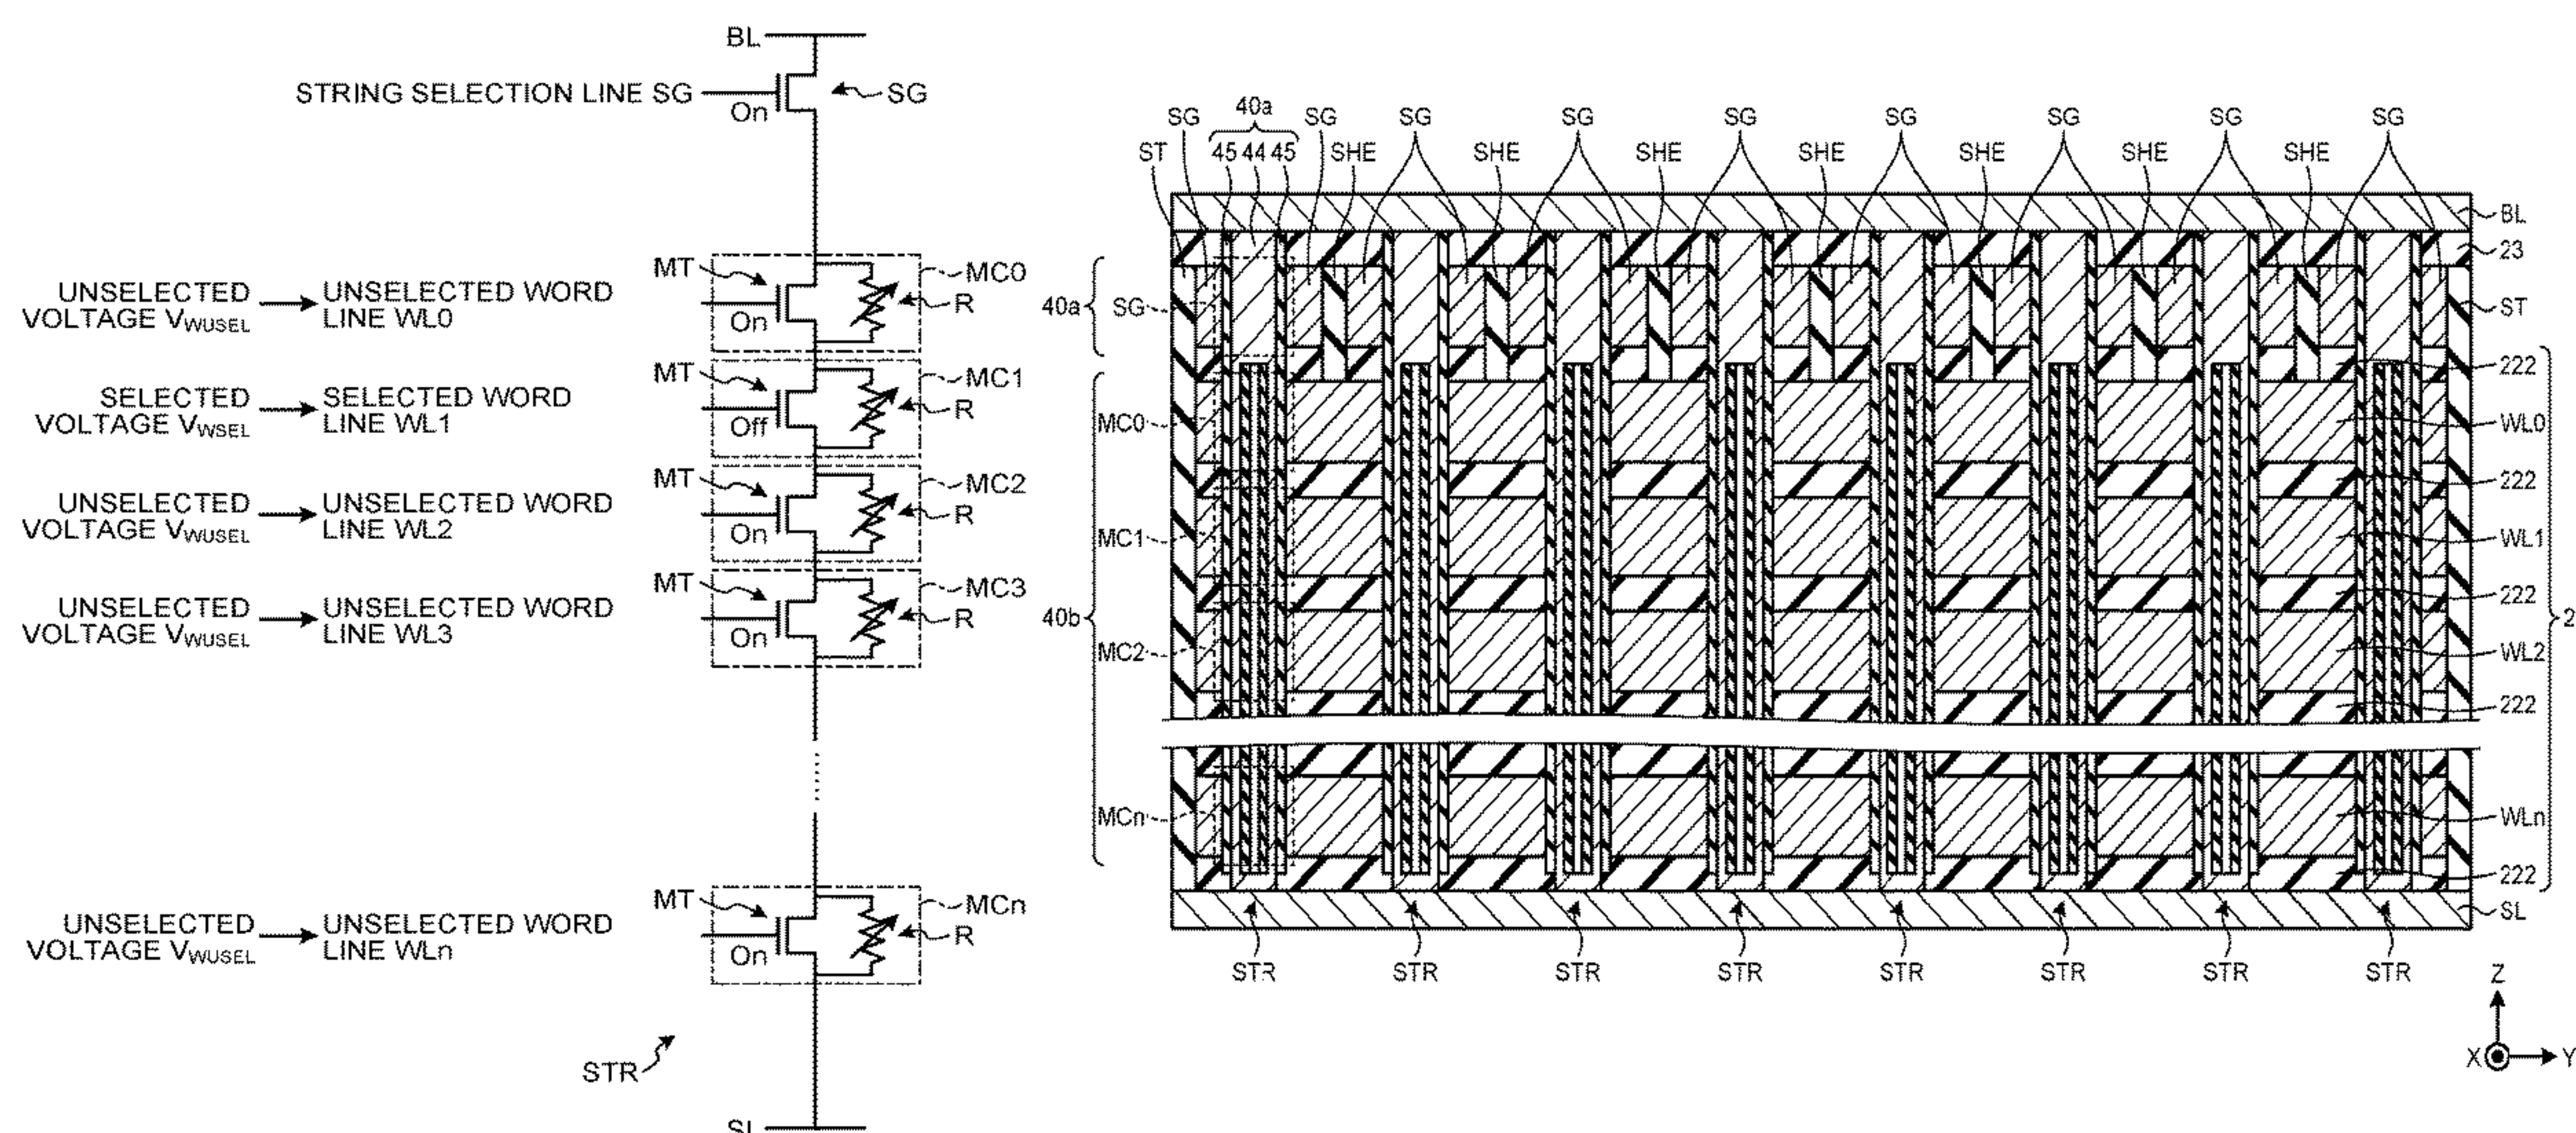 BL
STRING SELECTION LINE SG
On
SG
UNSELECTED VOLTAGE VWUSEL
UNSELECTED WORD LINE WL0
MT
On
MC0
R
SELECTED VOLTAGE VWSEL
SELECTED WORD LINE WL1
MT
Off
MC1
R
UNSELECTED VOLTAGE VWUSEL
UNSELECTED WORD LINE WL2
MT
On
MC2
R
UNSELECTED VOLTAGE VWUSEL
UNSELECTED WORD LINE WL3
MT
On
MC3
R
UNSELECTED VOLTAGE VWUSEL
UNSELECTED WORD LINE WLn
MT
On
MCn
R
STR
SL
SG 40a SG SG SG SG SG SG SG SG
ST 45 44 45 SHE SHE SHE SHE SHE SHE SHE
BL
23
40a
SG
ST
222
MC0
WL0
222
MC1
WL1
40b
222
2
MC2
WL2
222
MCn
WLn
222
SL
STR STR STR STR STR STR STR STR
Z
X
Y